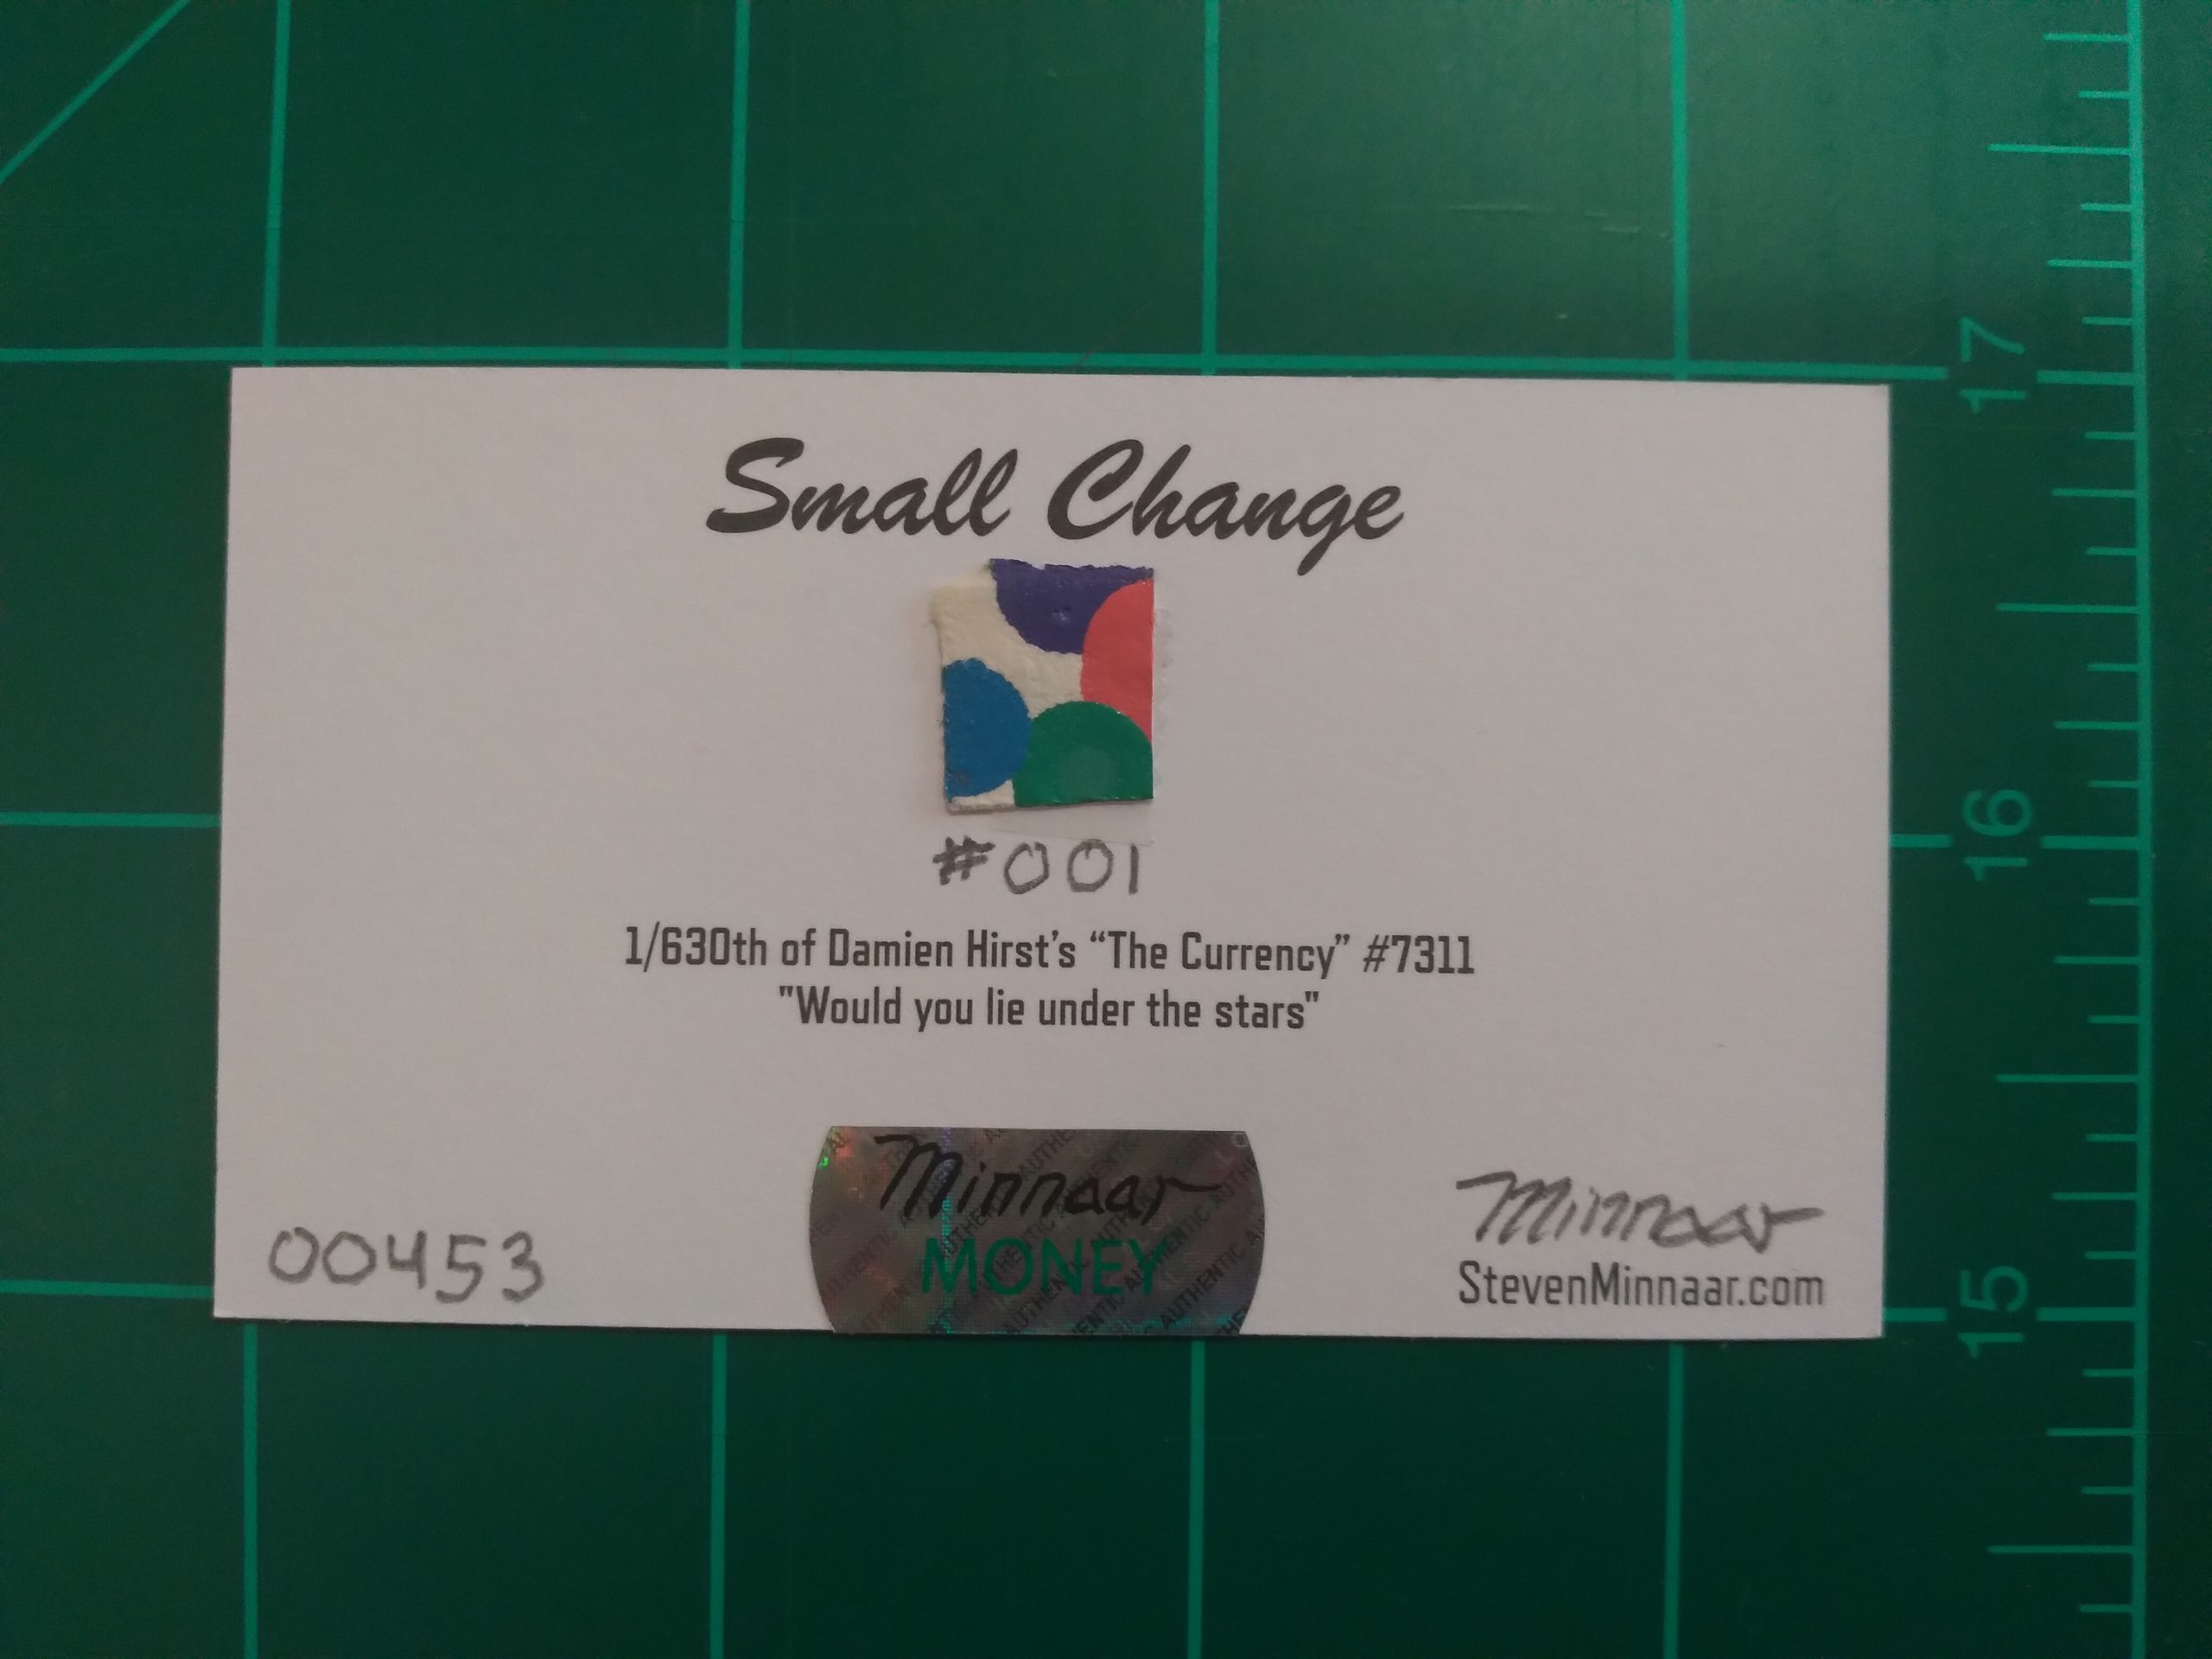 Small Change
#001
1/630th of Damien Hirst's “The Currency” #7311
"Would you lie under the stars"
00453
Minnaar
MONEY
Minnaar
StevenMinnaar.com
17
16
15